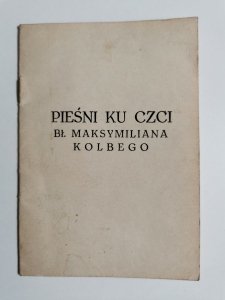 PIEŚNI KU CZCI
BŁ. MAKSYMILIANA
KOLBEGO